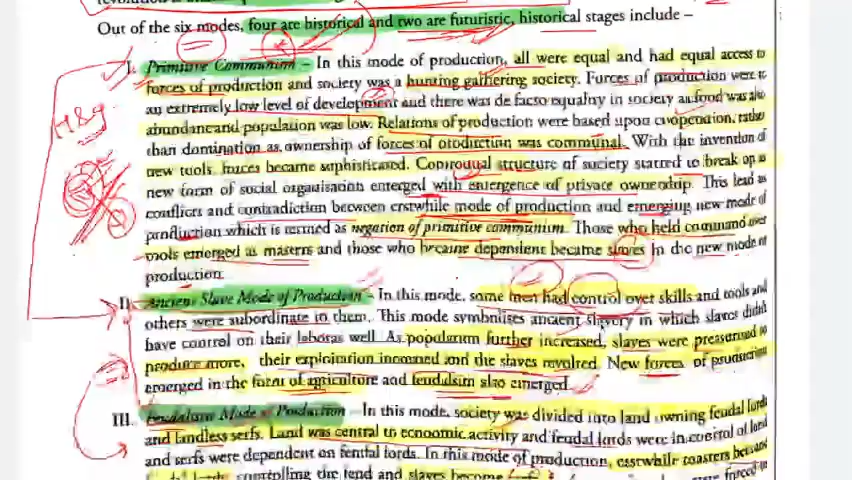 Out of the six modes, four are historical and two are futuristic, historical stages include –
I. Primitive Communism – In this mode of production, all were equal and had equal access to
forces of production and society was a hunting gathering society. Forces of production were
an extremely low level of development and there was de facto equality in society as food was also
abundant and population was low. Relations of production were based upon cooperation, rather
than domination as ownership of forces of production was communal. With the invention of
new tools, forces became sophisticated. structure of society started to break up as
new form of social organisation emerged with emergence of private ownership. This lead
conflicts and contradiction between erstwhile mode of production and emerging new mode of
production which is termed as negation of primitive communism. Those who held command over
tools emerged as masters and those who became dependent became slaves in the new mode of
production.
H&g
II. Ancient Slave Mode of Production – In this mode, some men had control over skills and tools and
others were subordinate to them. This mode symbolises ancient slavery in which slaves didn't
have control on their labour as well. As population further increased, slaves were pressurised to
produce more, their exploitation increased and the slaves revolted. New forces of production
emerged in the form of agriculture and feudalism also emerged.
III. Feudalism Mode of Production – In this mode, society was divided into land owning feudal lords
and landless serfs. Land was central to economic activity and feudal lords were in control of land
and serfs were dependent on feudal lords. In this mode of production, erstwhile masters became
lords controlling the land and slaves become